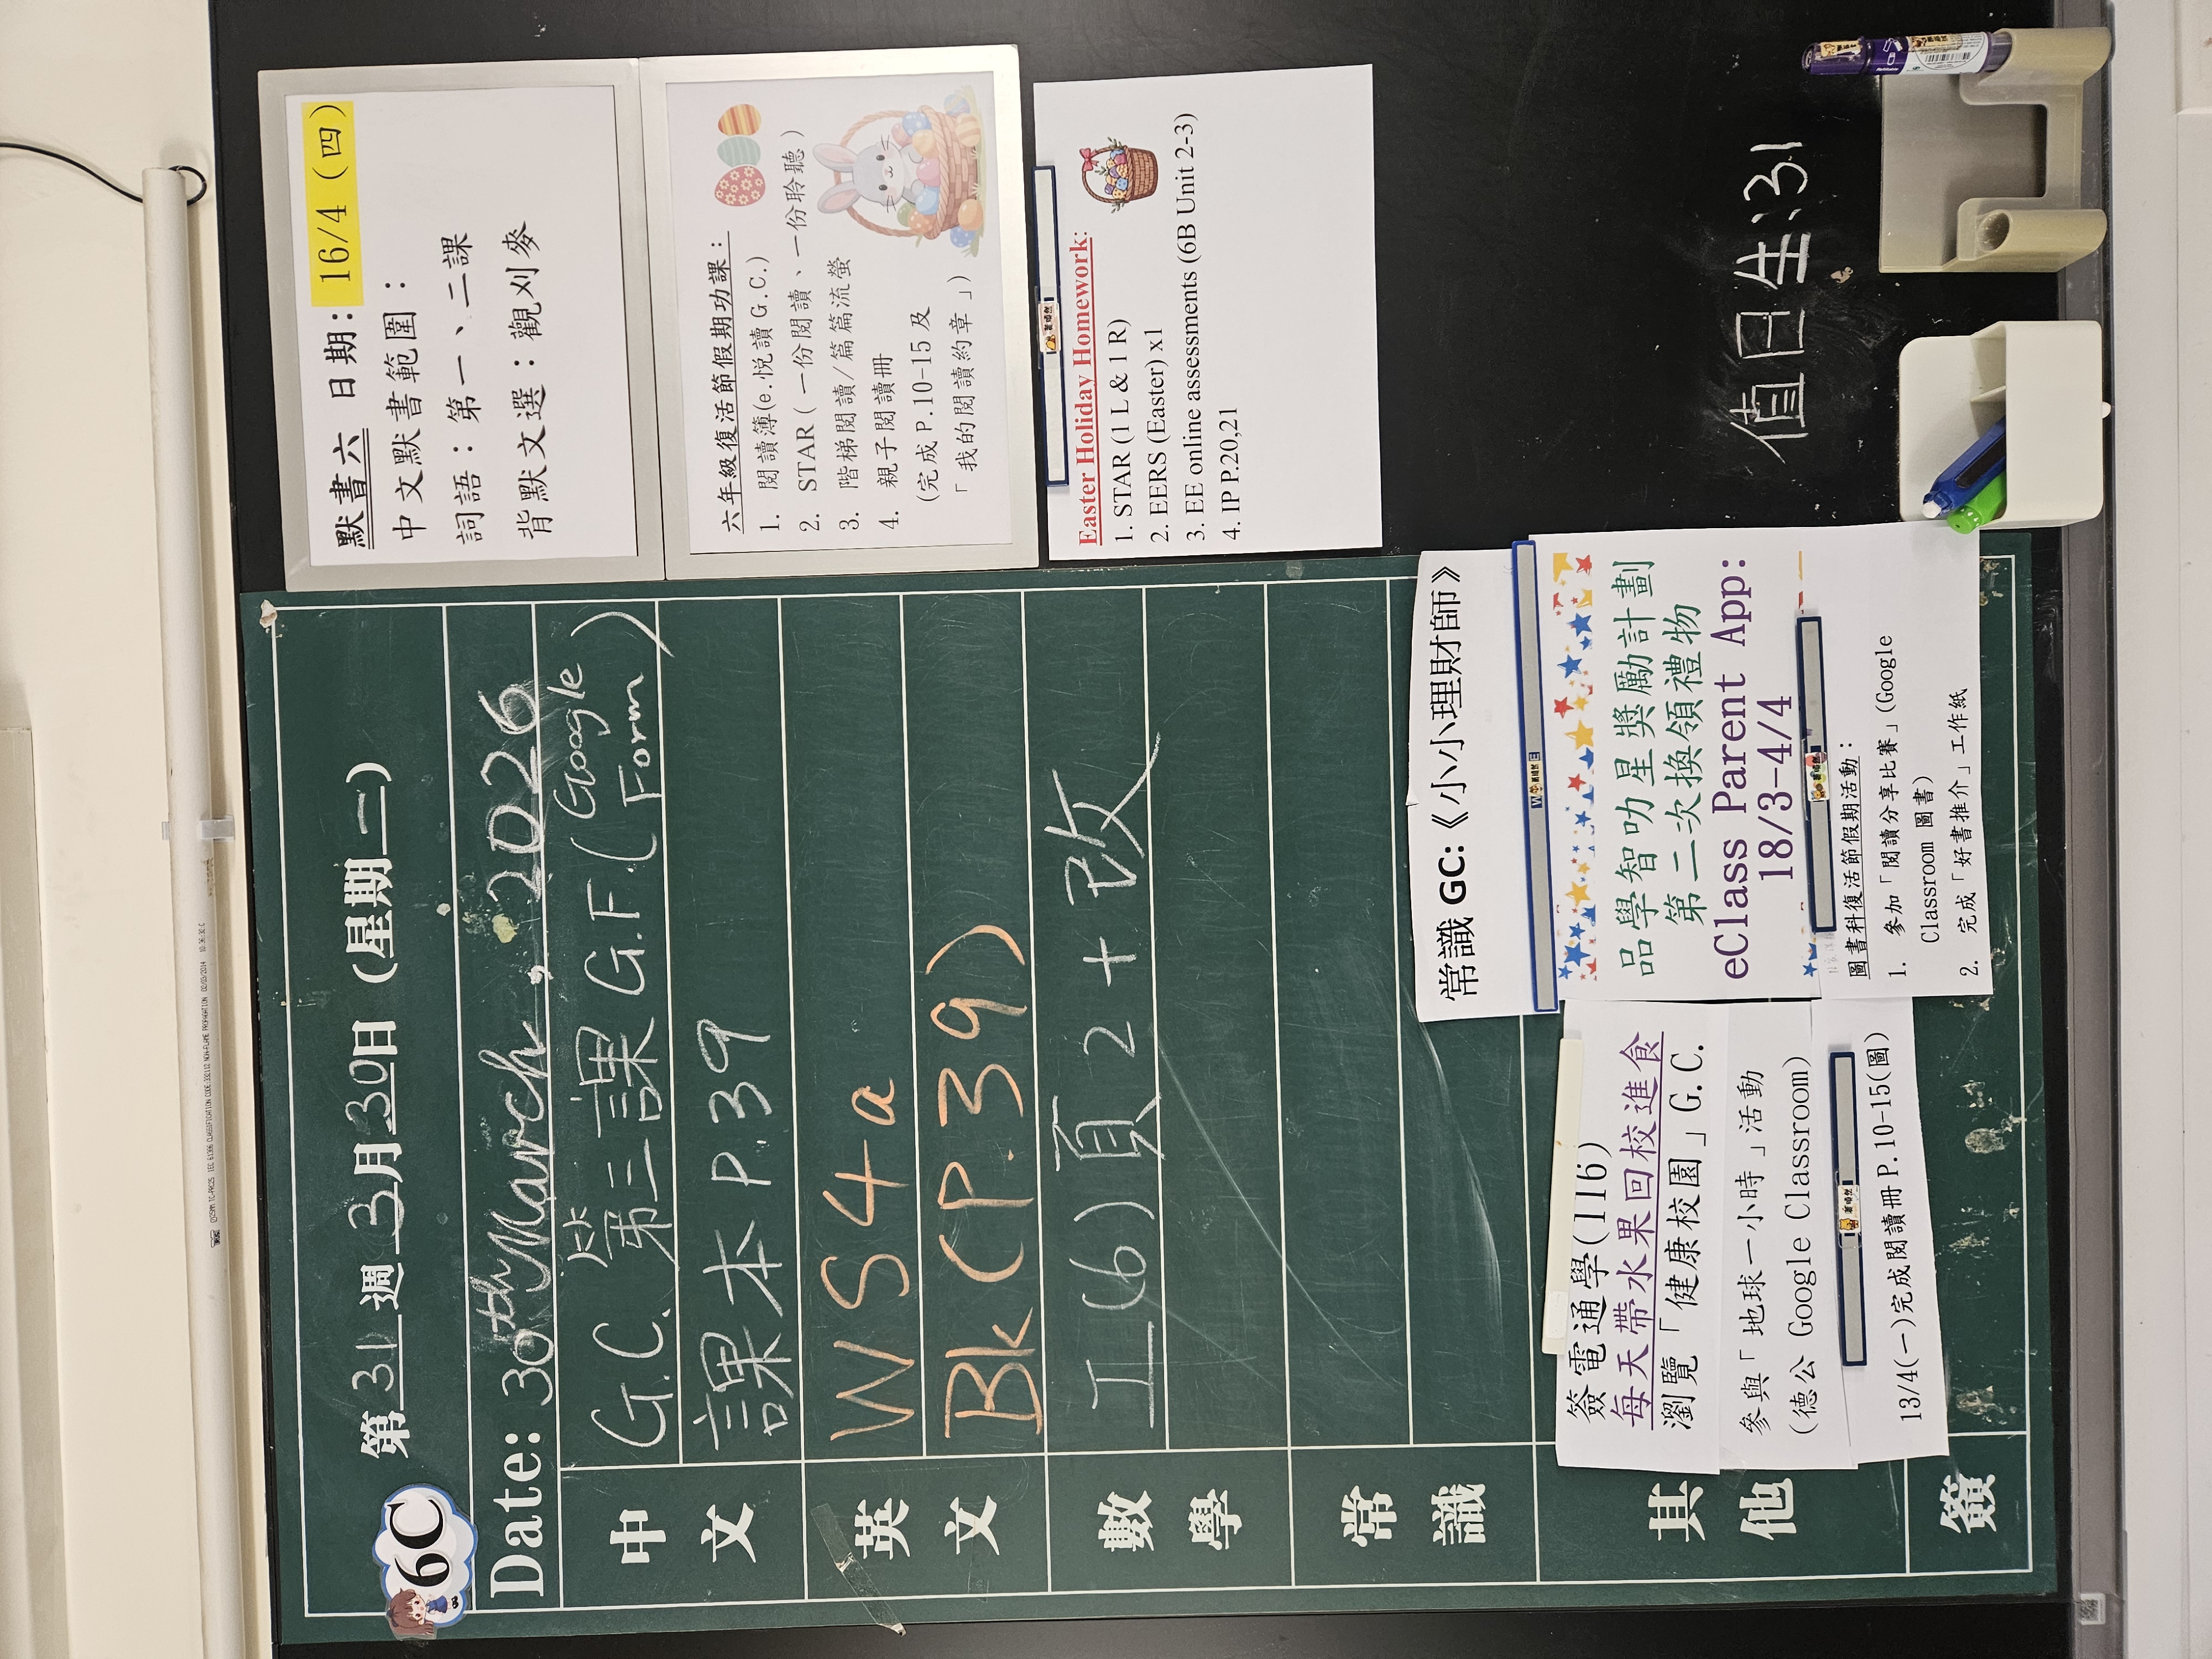 6C
第31週 3月30日 (星期二)
Date: 30th March, 2026
中文
G.C. 第三課 G.F. (Google Form)
課本 P.39
英文
WS4a
Bk (P.39)
數學
工(6) 頁2 + 改
常識
其他
簽電通學(116)
每天帶水果回校進食
瀏覽「健康校園」G.C.
參與「地球一小時」活動
(德公 Google Classroom)
13/4(一)完成閱讀冊 P.10-15(圖)
常識 GC:《小小理財師》
品學智叻星獎勵計劃
第二次換領禮物
eClass Parent App:
18/3-4/4
圖書科復活節假期活動：
1. 參加「閱讀分享比賽」(Google
Classroom 圖書)
2. 完成「好書推介」工作紙
簽
默書六 日期: 16/4 (四)
中文默書範圍：
詞語：第一、二課
背默文選：觀刈麥
六年級復活節假期功課：
1. 閱讀簿(e.悅讀 G.C.)
2. STAR (一份閱讀、一份聆聽)
3. 階梯閱讀/篇篇流螢
4. 親子閱讀冊
(完成 P.10-15 及
「我的閱讀約章」)
Easter Holiday Homework:
1. STAR (1 L & 1 R)
2. EERS (Easter) x1
3. EE online assessments (6B Unit 2-3)
4. IP P.20,21
值日生:31